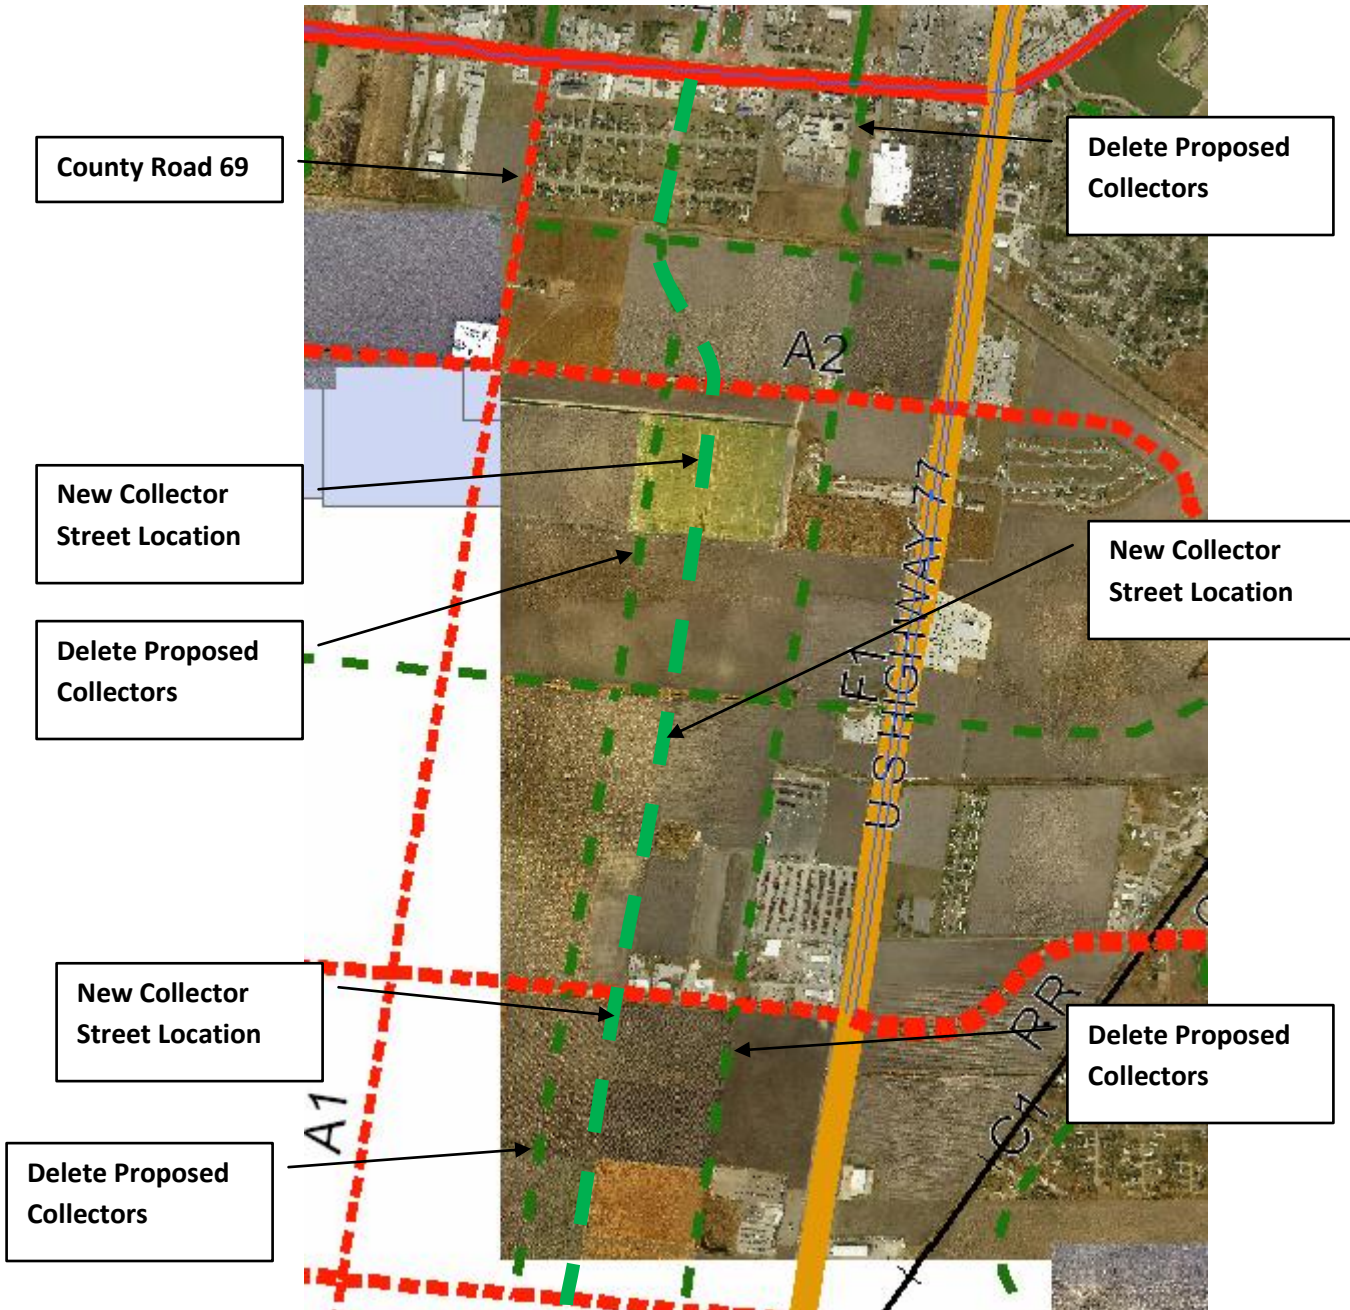 County Road 69
Delete Proposed
Collectors
A2
New Collector
Street Location
U S HIGHWAY 77
New Collector
Street Location
F1
Delete Proposed
Collectors
New Collector
Street Location
RR
Delete Proposed
Collectors
A1
C1
Delete Proposed
Collectors